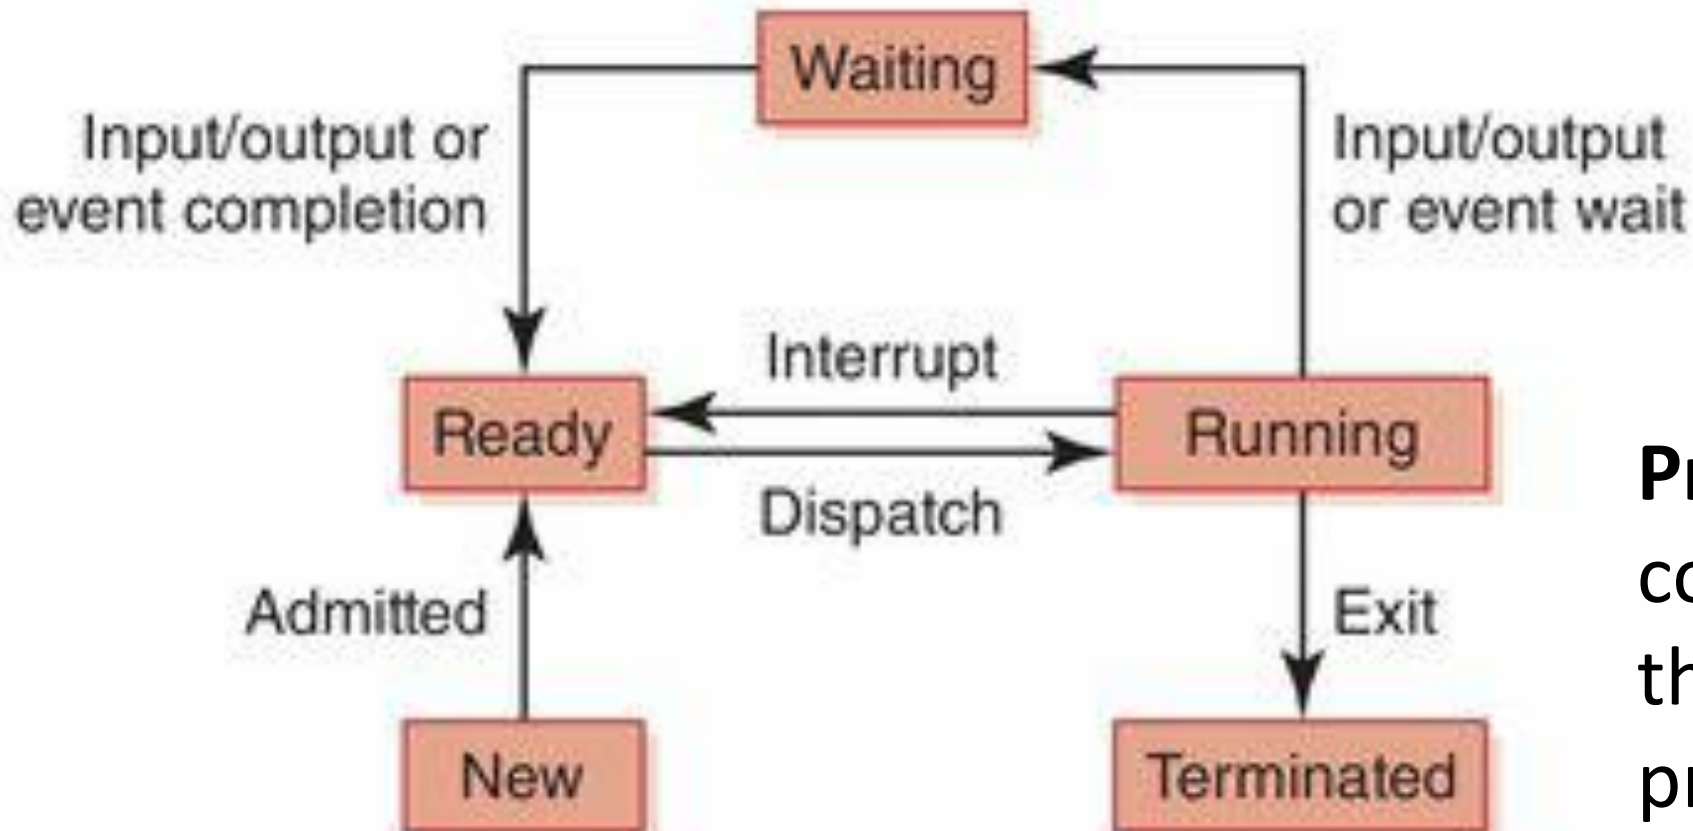 Waiting
Input/output or
event completion
Input/output
or event wait
Interrupt
Ready
Running
Dispatch
Admitted
Exit
New
Terminated